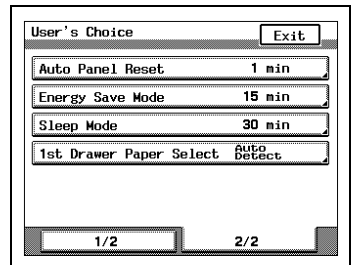 User's Choice Exit
Auto Panel Reset 1 min
Energy Save Mode 15 min
Sleep Mode 30 min
1st Drawer Paper Select Auto Detect
1/2 2/2